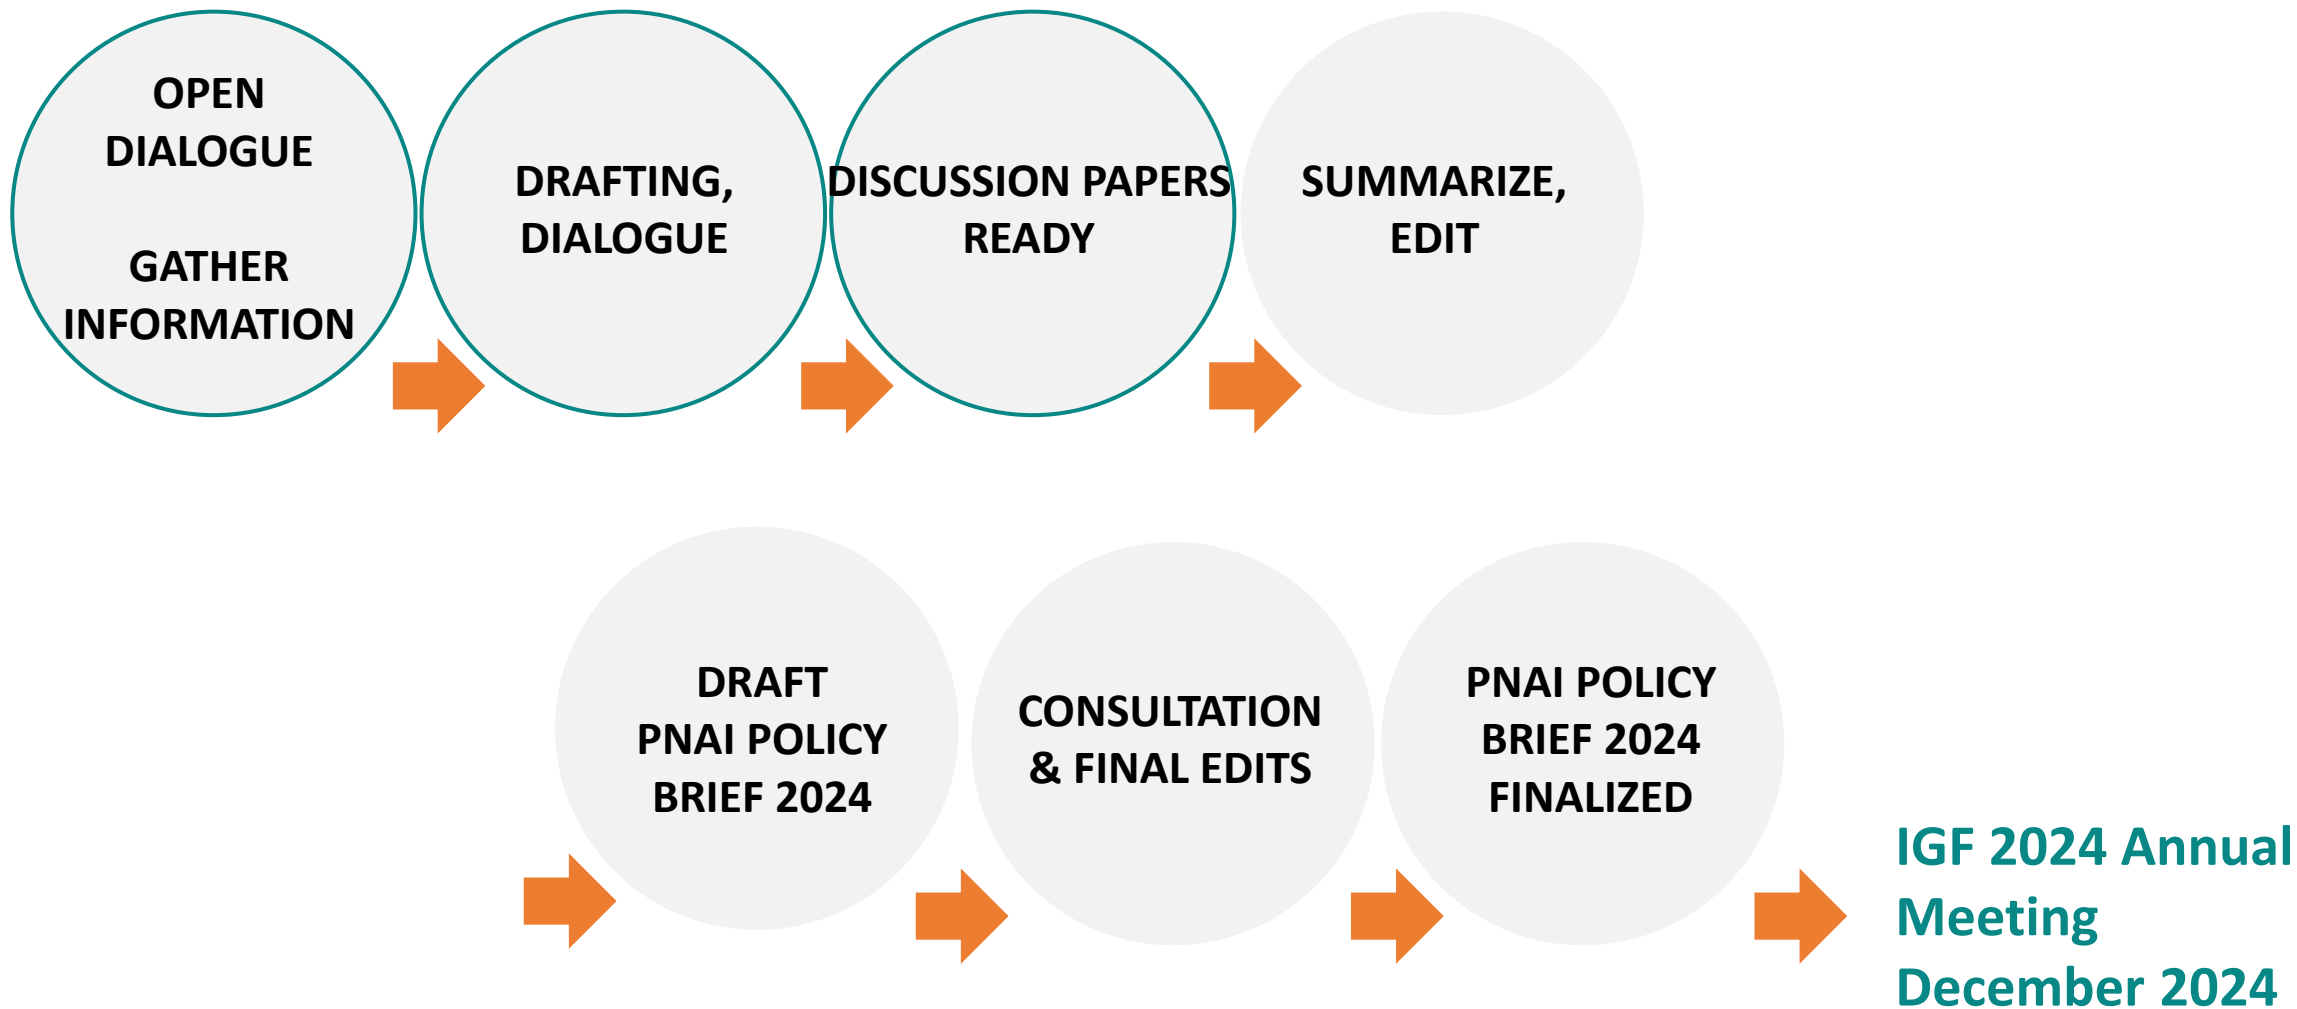 OPEN
DIALOGUE
GATHER
INFORMATION
DRAFTING,
DIALOGUE
DISCUSSION PAPERS
READY
SUMMARIZE,
EDIT
DRAFT
PNAI POLICY
BRIEF 2024
CONSULTATION
& FINAL EDITS
PNAI POLICY
BRIEF 2024
FINALIZED
IGF 2024 Annual
Meeting
December 2024